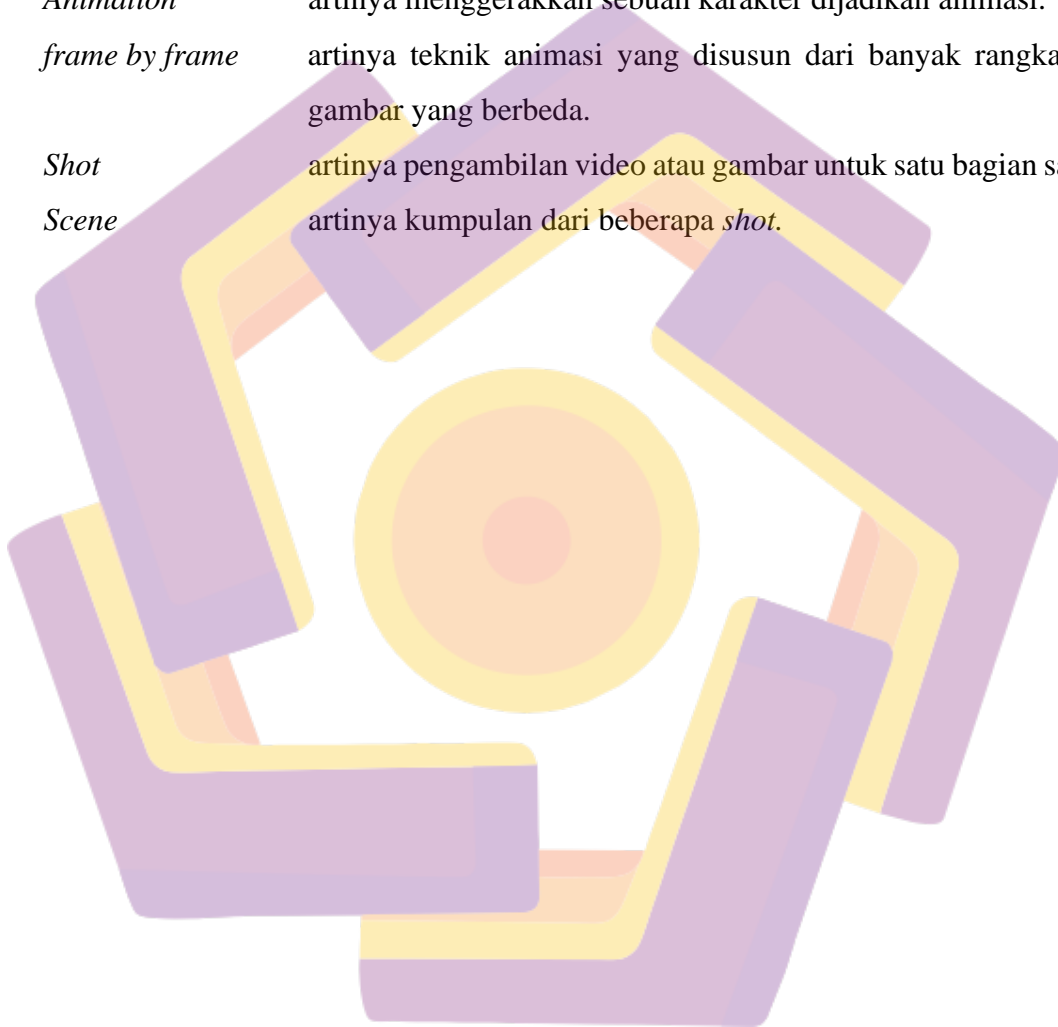 Animation artinya menggerakkan sebuah karakter dijadikan animasi.
frame by frame artinya teknik animasi yang disusun dari banyak
gambar yang berbeda.
Shot artinya pengambilan video atau gambar untuk satu bagian
Scene artinya kumpulan dari beberapa shot.